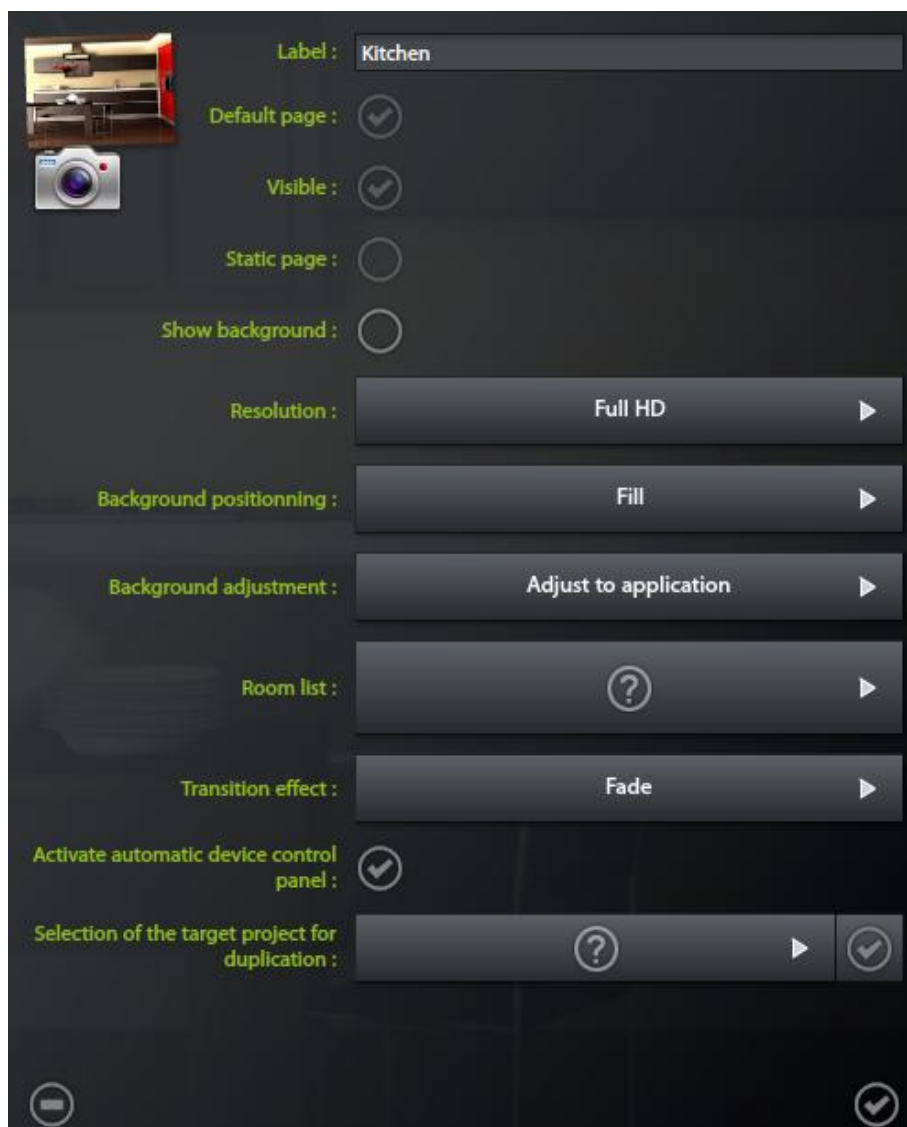 Label :
Kitchen
Default page :
Visible :
Static page :
Show background :
Resolution :
Full HD
Background positionning :
Fill
Background adjustment :
Adjust to application
Room list :
?
Transition effect :
Fade
Activate automatic device control
panel :
Selection of the target project for
duplication :
?